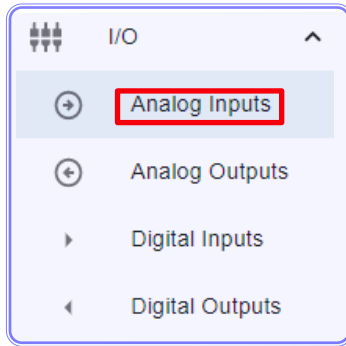 I/O
Analog Inputs
Analog Outputs
Digital Inputs
Digital Outputs